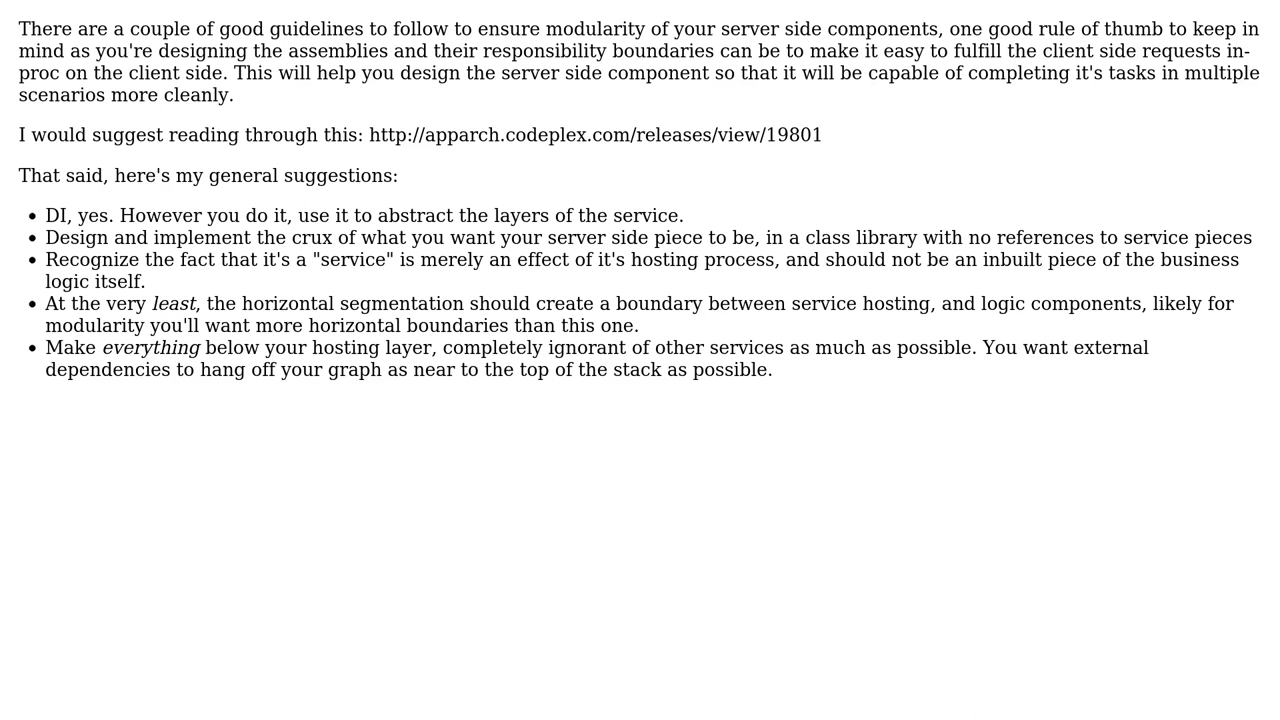 There are a couple of good guidelines to follow to ensure modularity of your server side components, one good rule of thumb to keep in
mind as you're designing the assemblies and their responsibility boundaries can be to make it easy to fulfill the client side requests in-
proc on the client side. This will help you design the server side component so that it will be capable of completing it's tasks in multiple
scenarios more cleanly.
I would suggest reading through this: http://apparch.codeplex.com/releases/view/19801
That said, here's my general suggestions:
• DI, yes. However you do it, use it to abstract the layers of the service.
• Design and implement the crux of what you want your server side piece to be, in a class library with no references to service pieces
• Recognize the fact that it's a "service" is merely an effect of it's hosting process, and should not be an inbuilt piece of the business
logic itself.
• At the very least, the horizontal segmentation should create a boundary between service hosting, and logic components, likely for
modularity you'll want more horizontal boundaries than this one.
• Make everything below your hosting layer, completely ignorant of other services as much as possible. You want external
dependencies to hang off your graph as near to the top of the stack as possible.